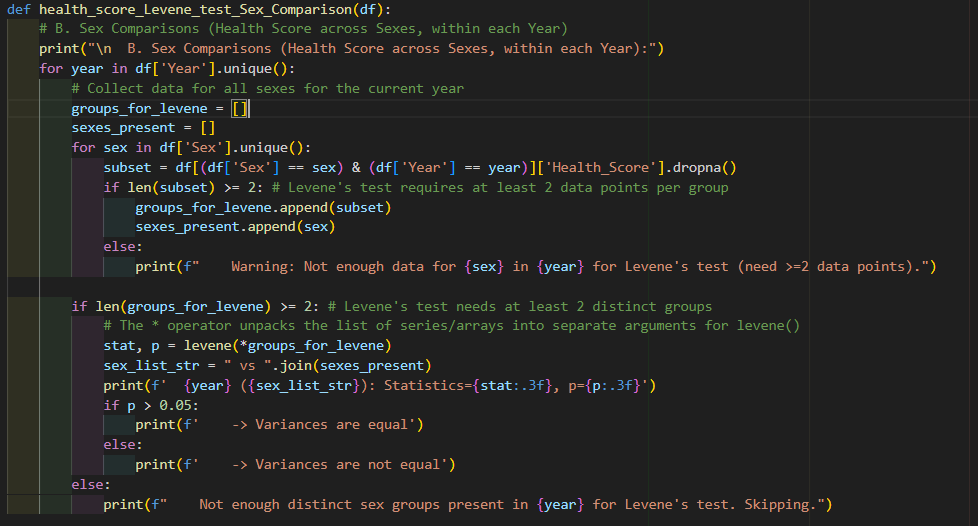 def health_score_Levene_test_Sex_Comparison(df):
    # B. Sex Comparisons (Health Score across Sexes, within each Year)
    print("\n  B. Sex Comparisons (Health Score across Sexes, within each Year):")
    for year in df['Year'].unique():
        # Collect data for all sexes for the current year
        groups_for_levene = []
        sexes_present = []
        for sex in df['Sex'].unique():
            subset = df[(df['Sex'] == sex) & (df['Year'] == year)]['Health_Score'].dropna()
            if len(subset) >= 2: # Levene's test requires at least 2 data points per group
                groups_for_levene.append(subset)
                sexes_present.append(sex)
            else:
                print(f"    Warning: Not enough data for {sex} in {year} for Levene's test (need >=2 data points).")

        if len(groups_for_levene) >= 2: # Levene's test needs at least 2 distinct groups
            # The * operator unpacks the list of series/arrays into separate arguments for levene()
            stat, p = levene(*groups_for_levene)
            sex_list_str = " vs ".join(sexes_present)
            print(f'  {year} ({sex_list_str}): Statistics={stat:.3f}, p={p:.3f}')
            if p > 0.05:
                print(f'    -> Variances are equal')
            else:
                print(f'    -> Variances are not equal')
        else:
            print(f"    Not enough distinct sex groups present in {year} for Levene's test. Skipping.")